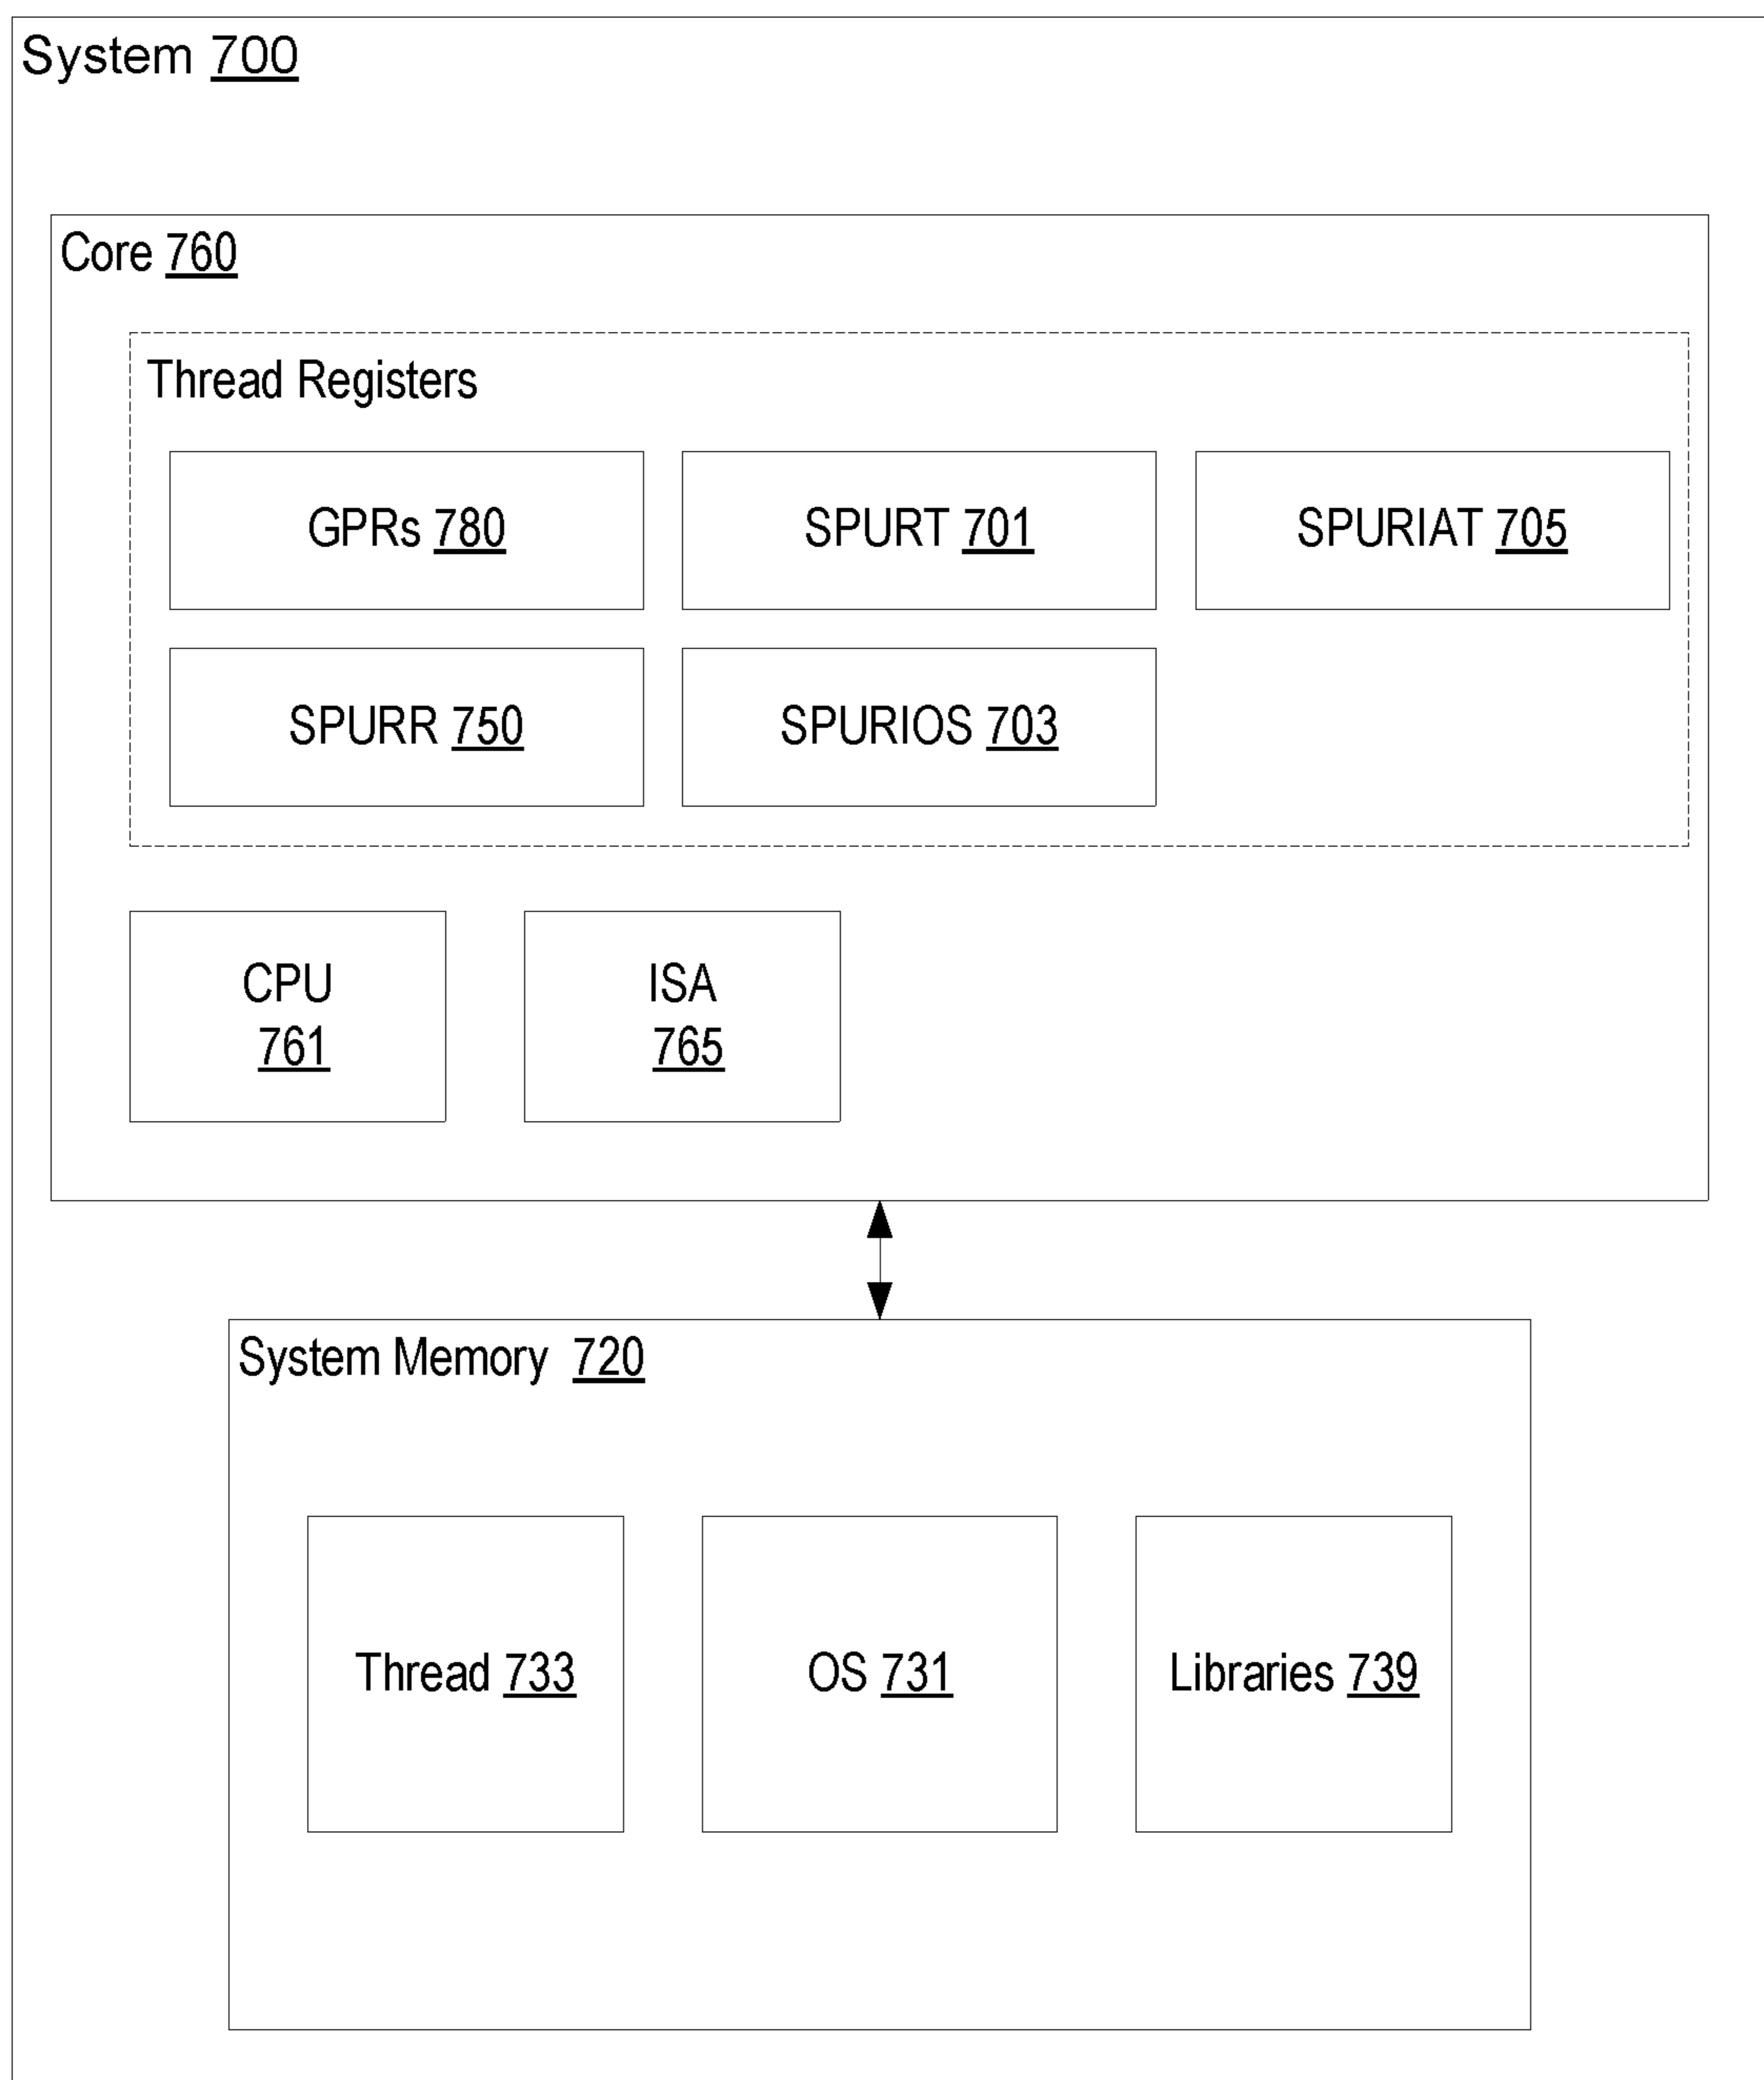 System 700
Core 760
Thread Registers
GPRs 780
SPURT 701
SPURIAT 705
SPURR 750
SPURIOS 703
CPU
761
ISA
765
System Memory 720
Thread 733
OS 731
Libraries 739